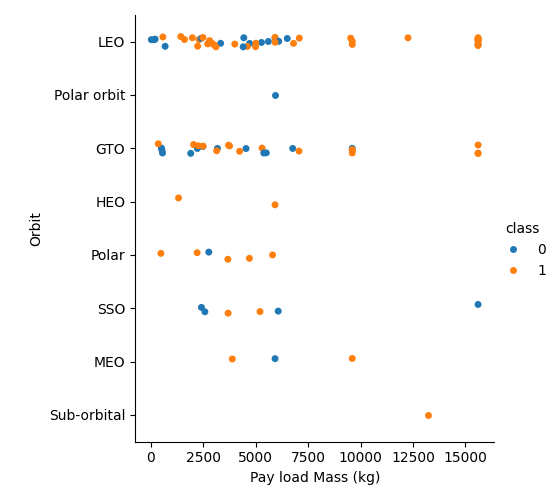 LEO
Polar orbit
GTO
HEO
Polar
SSO
MEO
Sub-orbital
Orbit
0 2500 5000 7500 10000 12500 15000
Pay load Mass (kg)
class
0
1